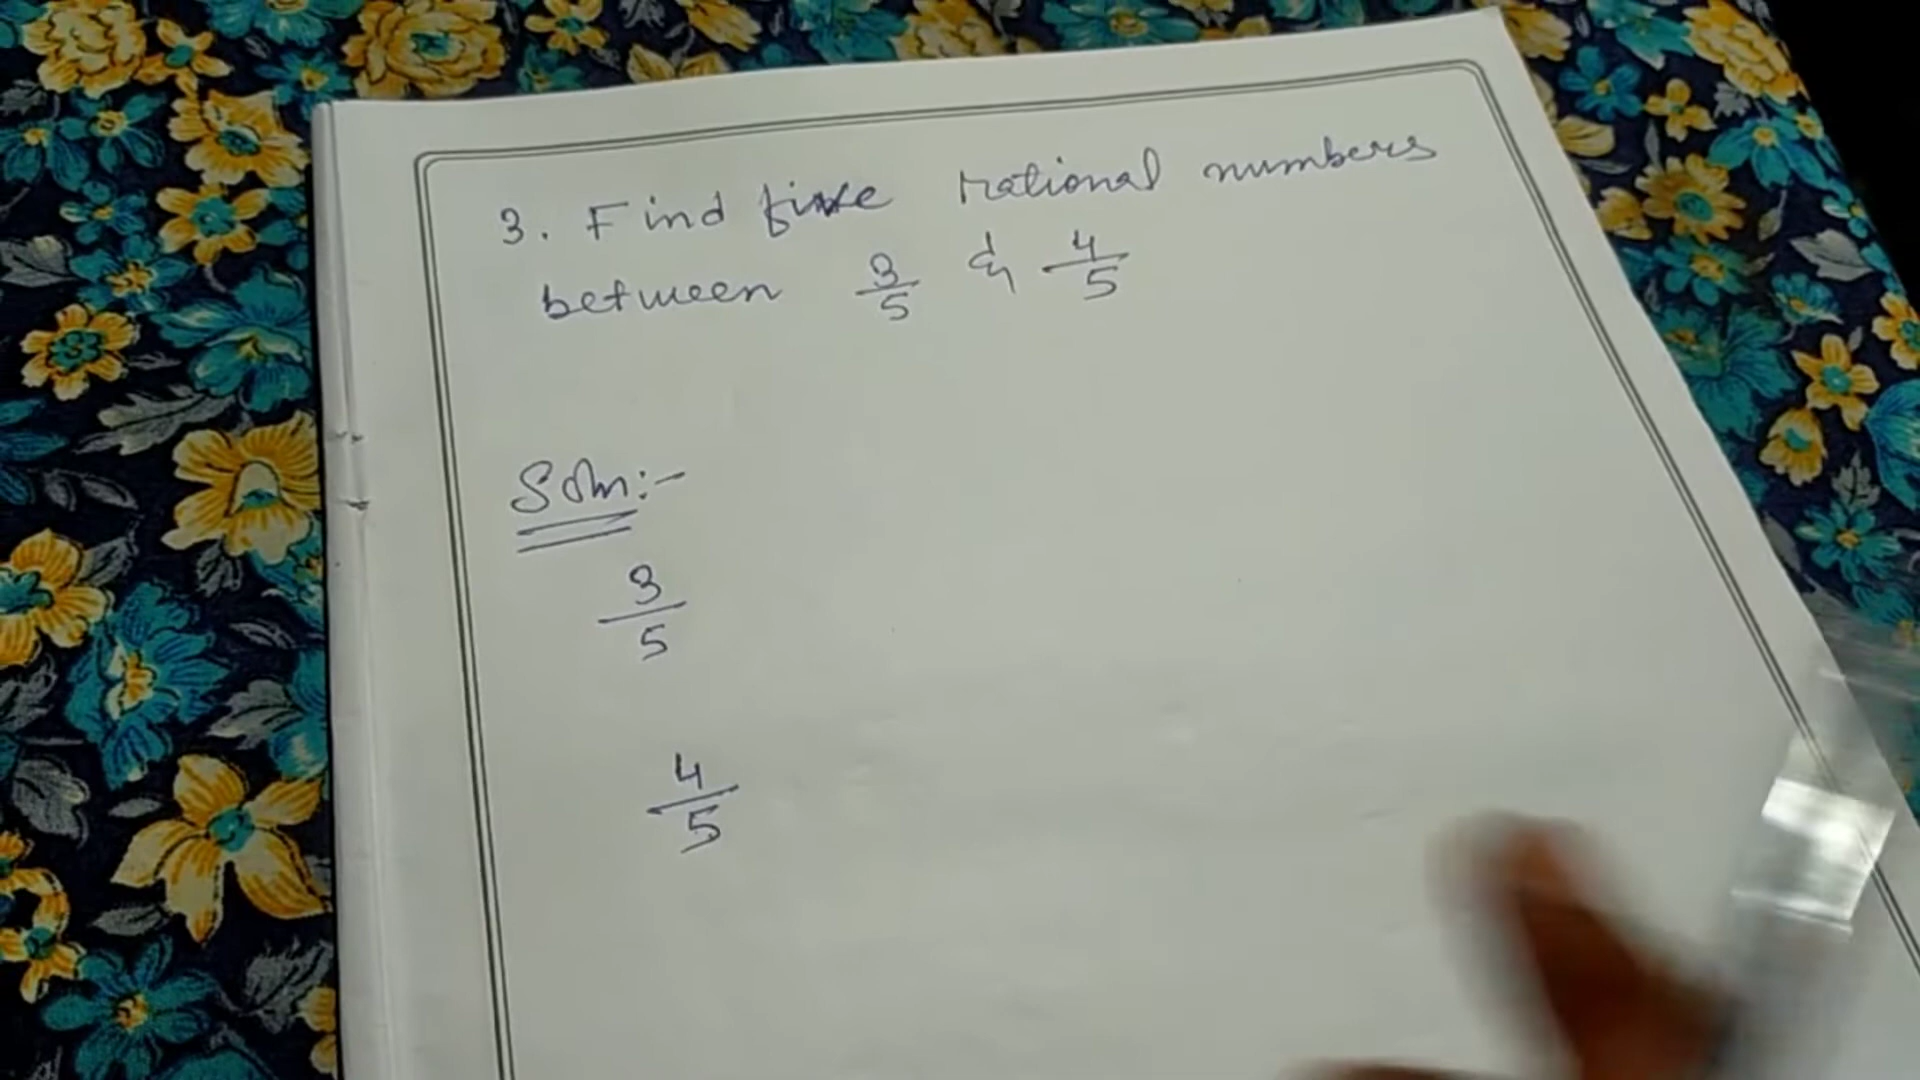 3. Find five rational numbers
between 3/5 & 4/5
Soln:-
3/5
4/5